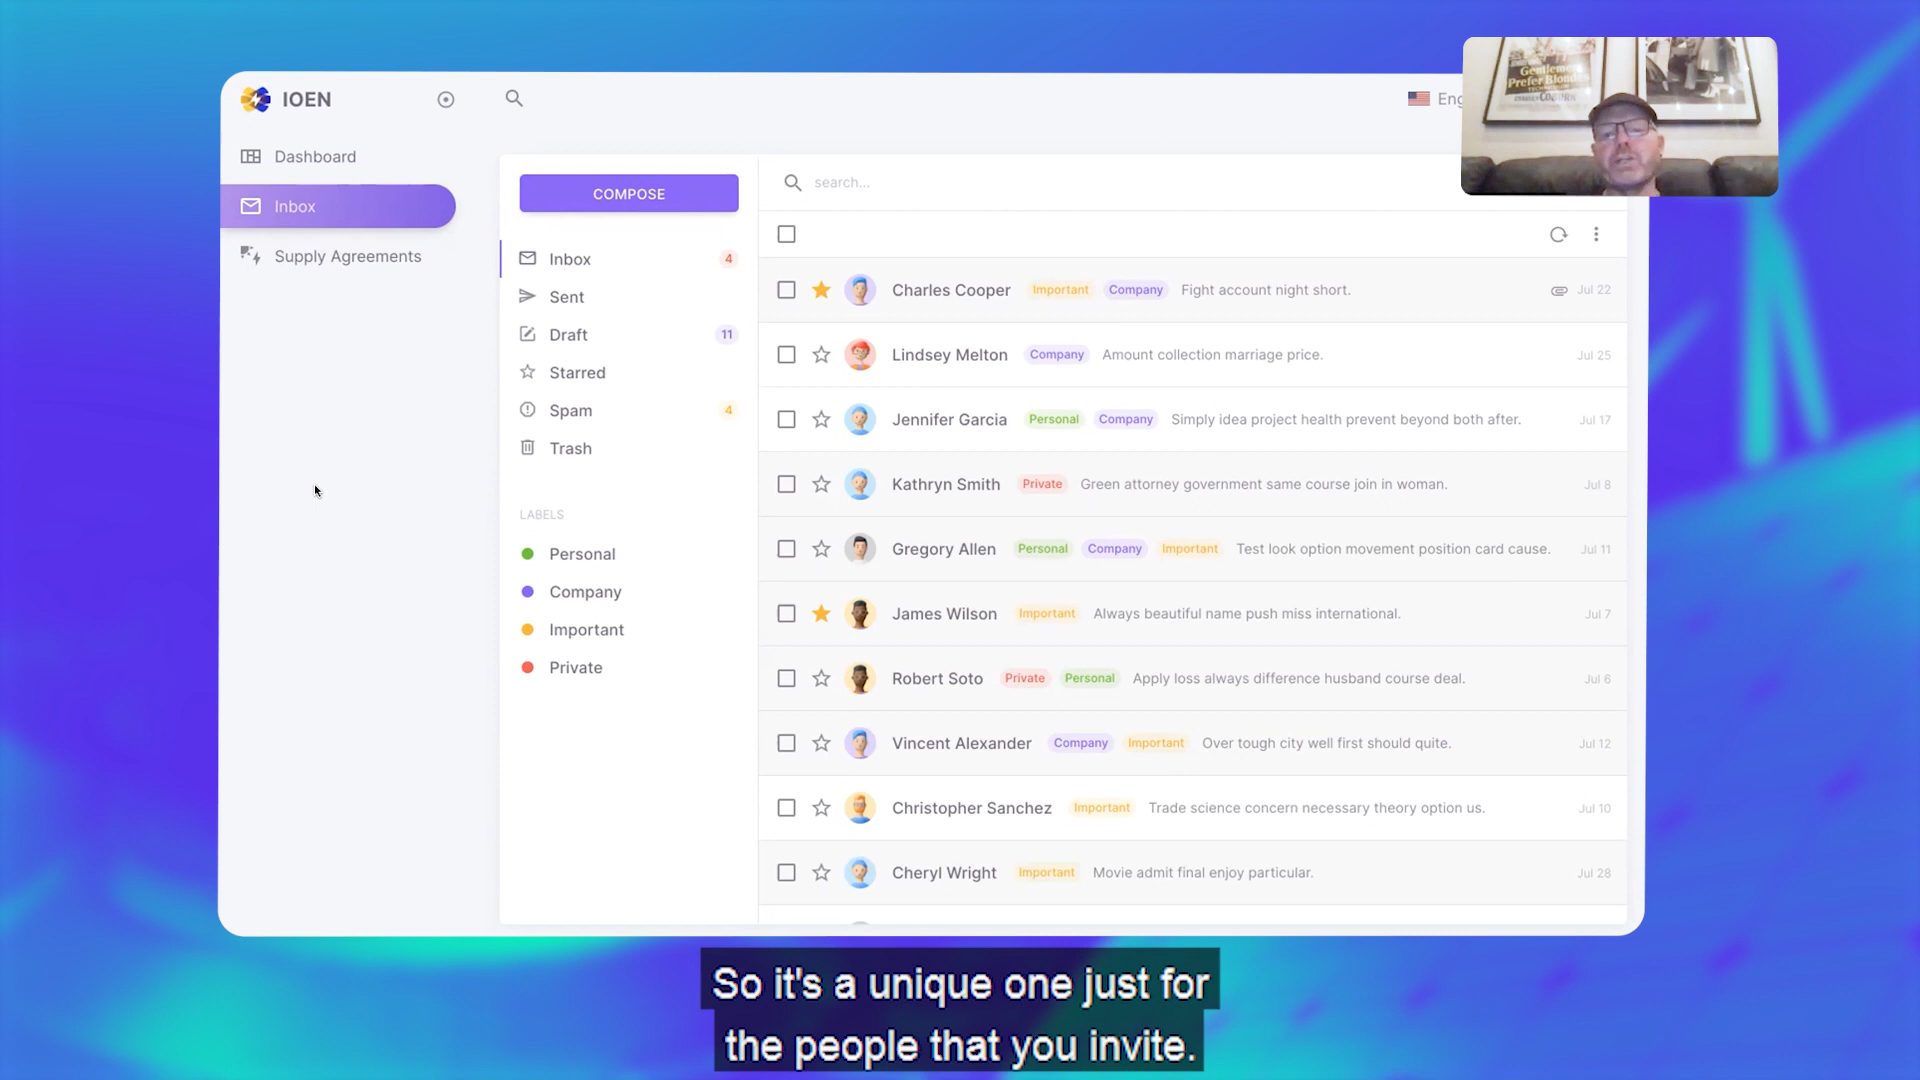 IOEN
Eng
Gentlemen
Prefer Blondes
COBURN
Dashboard
Inbox
Supply Agreements
COMPOSE
Inbox 4
Sent
Draft 11
Starred
Spam 4
Trash
LABELS
Personal
Company
Important
Private
search...
Charles Cooper Important Company Fight account night short. Jul 22
Lindsey Melton Company Amount collection marriage price. Jul 25
Jennifer Garcia Personal Company Simply idea project health prevent beyond both after. Jul 17
Kathryn Smith Private Green attorney government same course join in woman. Jul 8
Gregory Allen Personal Company Important Test look option movement position card cause. Jul 11
James Wilson Important Always beautiful name push miss international. Jul 7
Robert Soto Private Personal Apply loss always difference husband course deal. Jul 6
Vincent Alexander Company Important Over tough city well first should quite. Jul 12
Christopher Sanchez Important Trade science concern necessary theory option us. Jul 10
Cheryl Wright Important Movie admit final enjoy particular. Jul 28
So it's a unique one just for
the people that you invite.